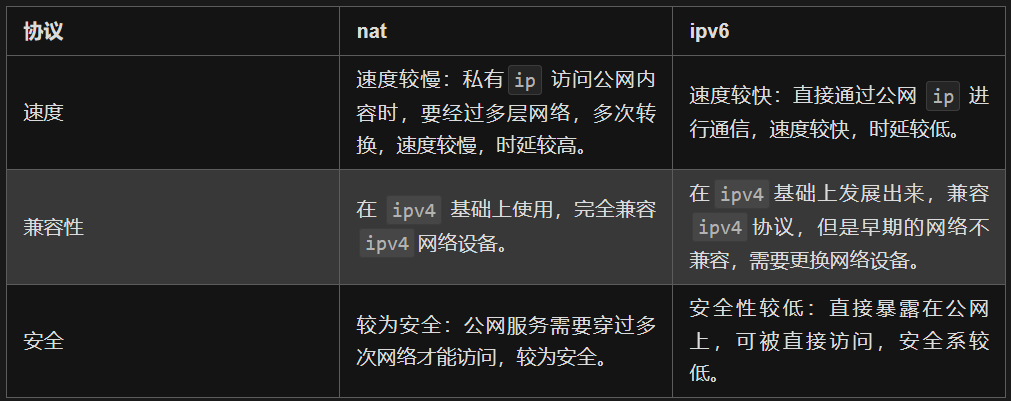 协议 nat ipv6
速度
速度较慢：私有 ip 访问公网内
容时，要经过多层网络，多次转
换，速度较慢，时延较高。
速度较快：直接通过公网 ip 进
行通信，速度较快，时延较低。
兼容性
在 ipv4 基础上使用，完全兼容
ipv4 网络设备。
在 ipv4 基础上发展出来，兼容
ipv4 协议，但是早期的网络不
兼容，需要更换网络设备。
安全
较为安全：公网服务需要穿过多
次网络才能访问，较为安全。
安全性较低：直接暴露在公网
上，可被直接访问，安全系较
低。